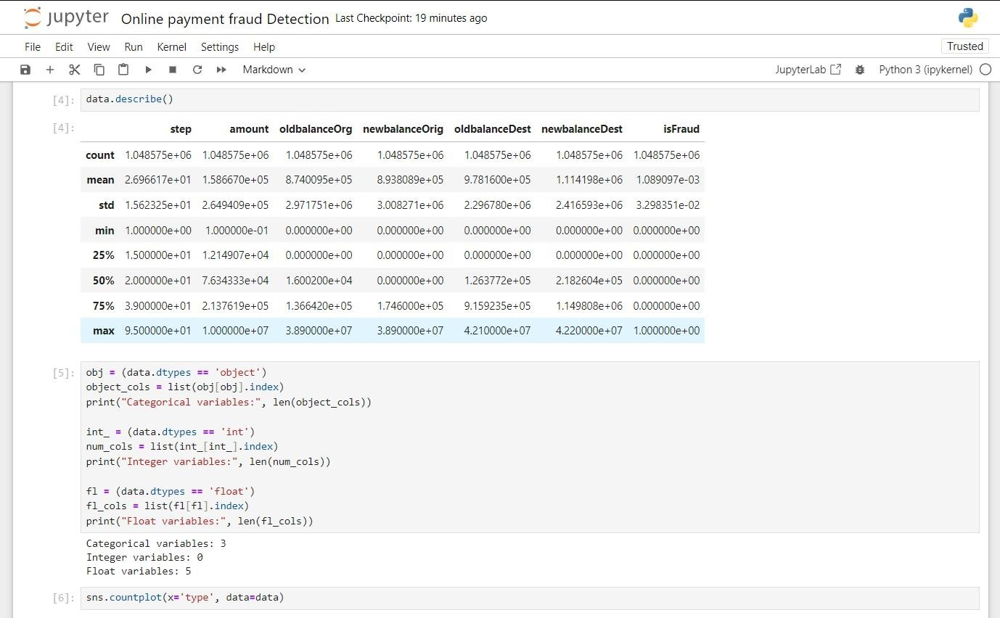 jupyter Online payment fraud Detection Last Checkpoint: 19 minutes ago
File Edit View Run Kernel Settings Help Trusted
Markdown JupyterLab Python 3 (ipykernel)
[4]: data.describe()
[4]: step amount oldbalanceOrg newbalanceOrig oldbalanceDest newbalanceDest isFraud
count 1.048575e+06 1.048575e+06 1.048575e+06 1.048575e+06 1.048575e+06 1.048575e+06 1.048575e+06
mean 2.696617e+01 1.586670e+05 8.740095e+05 8.938089e+05 9.781600e+05 1.114198e+06 1.089097e-03
std 1.562325e+01 2.649409e+05 2.971751e+06 3.008271e+06 2.296780e+06 2.416593e+06 3.298351e-02
min 1.000000e+00 1.000000e-01 0.000000e+00 0.000000e+00 0.000000e+00 0.000000e+00 0.000000e+00
25% 1.500000e+01 1.214907e+04 0.000000e+00 0.000000e+00 0.000000e+00 0.000000e+00 0.000000e+00
50% 2.000000e+01 7.634333e+04 1.600200e+04 0.000000e+00 1.263772e+05 2.182604e+05 0.000000e+00
75% 3.900000e+01 2.137619e+05 1.366420e+05 1.746000e+05 9.159235e+05 1.149808e+06 0.000000e+00
max 9.500000e+01 1.000000e+07 3.890000e+07 3.890000e+07 4.210000e+07 4.220000e+07 1.000000e+00
[5]: obj = (data.dtypes == 'object')
object_cols = list(obj[obj].index)
print("Categorical variables:", len(object_cols))
int_ = (data.dtypes == 'int')
num_cols = list(int_[int_].index)
print("Integer variables:", len(num_cols))
fl = (data.dtypes == 'float')
fl_cols = list(fl[fl].index)
print("Float variables:", len(fl_cols))
Categorical variables: 3
Integer variables: 0
Float variables: 5
[6]: sns.countplot(x='type', data=data)